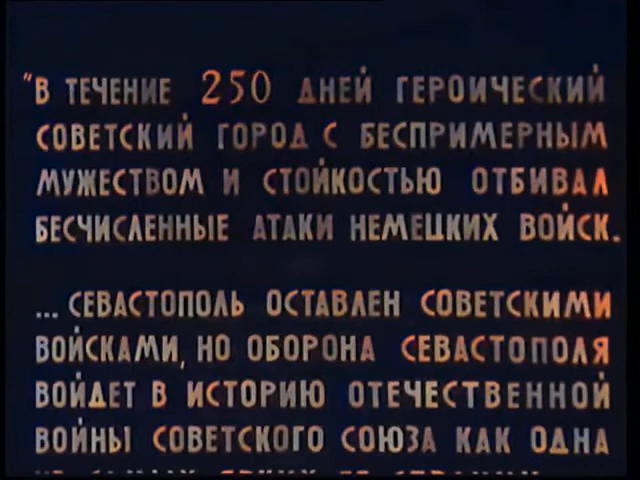 "В ТЕЧЕНИЕ 250 ДНЕЙ ГЕРОИЧЕСКИЙ
СОВЕТСКИЙ ГОРОД С БЕСПРИМЕРНЫМ
МУЖЕСТВОМ И СТОЙКОСТЬЮ ОТБИВАЛ
БЕСЧИСЛЕННЫЕ АТАКИ НЕМЕЦКИХ ВОЙСК.
... СЕВАСТОПОЛЬ ОСТАВЛЕН СОВЕТСКИМИ
ВОЙСКАМИ, НО ОБОРОНА СЕВАСТОПОЛЯ
ВОЙДЕТ В ИСТОРИЮ ОТЕЧЕСТВЕННОЙ
ВОЙНЫ СОВЕТСКОГО СОЮЗА КАК ОДНА